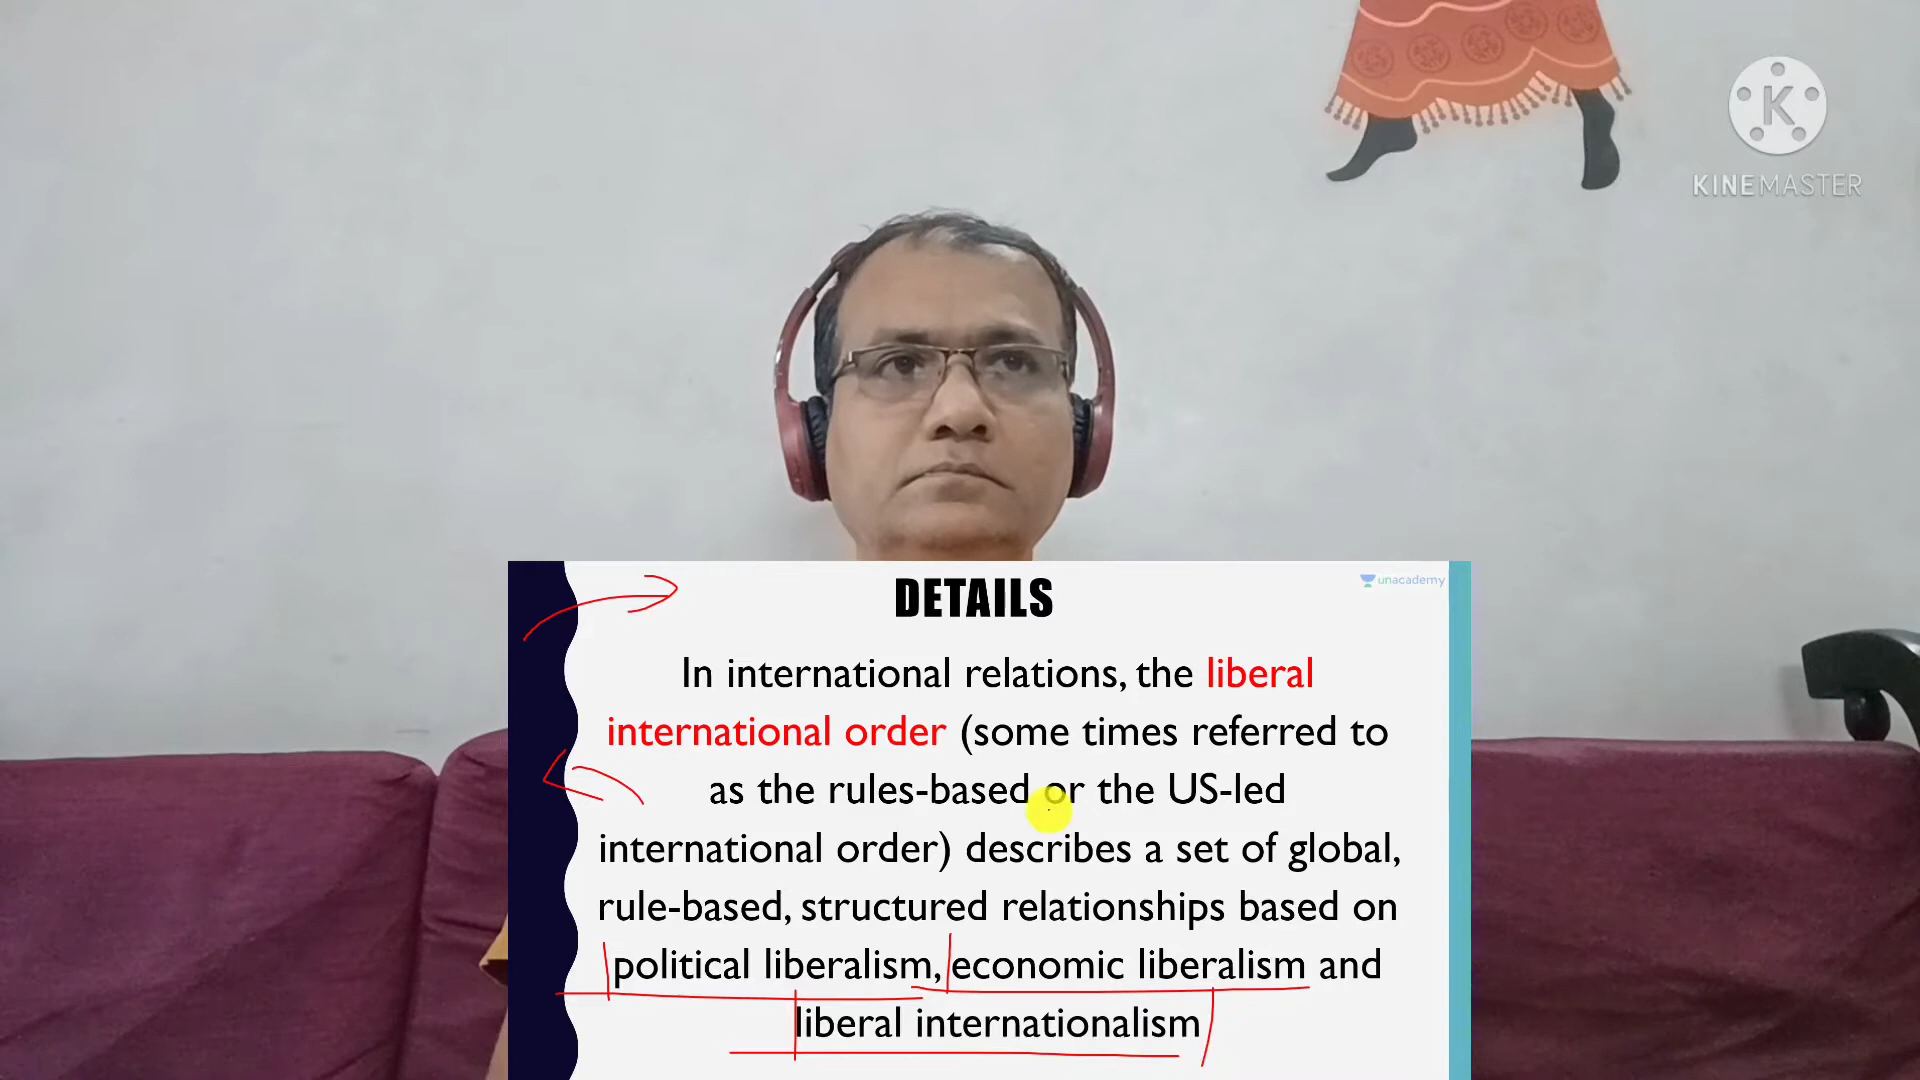 K
KINEMASTER
DETAILS
unacademy
In international relations, the liberal
international order (some times referred to
as the rules-based or the US-led
international order) describes a set of global,
rule-based, structured relationships based on
political liberalism, economic liberalism and
liberal internationalism